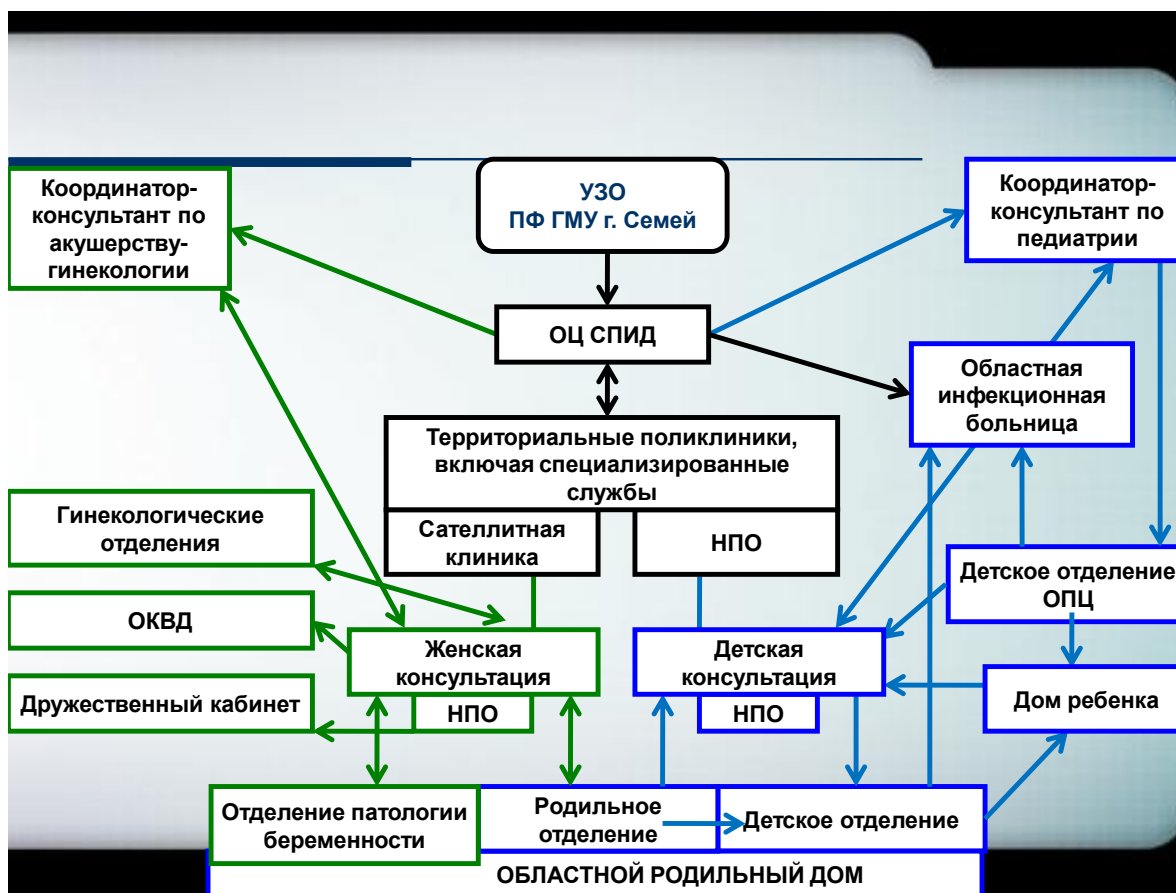 УЗО
ПФ ГМУ г. Семей
Координатор-
консультант по
акушерству-
гинекологии
Координатор-
консультант по
педиатрии
ОЦ СПИД
Областная
инфекционная
больница
Территориальные поликлиники,
включая специализированные
службы
Сателлитная
клиника
НПО
Гинекологические
отделения
Детское отделение
ОПЦ
ОКВД
Женская
консультация
Детская
консультация
Дом ребенка
Дружественный кабинет
НПО
НПО
Отделение патологии
беременности
Родильное
отделение
Детское отделение
ОБЛАСТНОЙ РОДИЛЬНЫЙ ДОМ